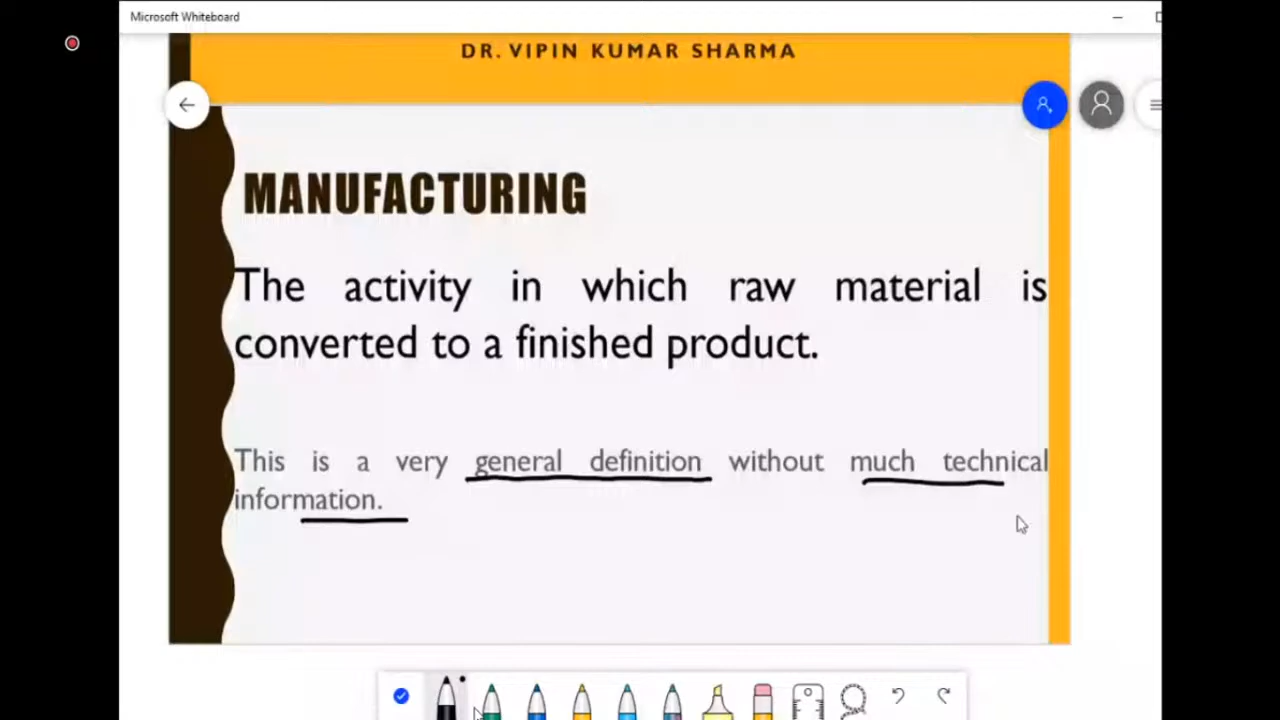 Microsoft Whiteboard
DR. VIPIN KUMAR SHARMA
MANUFACTURING
The activity in which raw material is
converted to a finished product.
This is a very general definition without much technical
information.